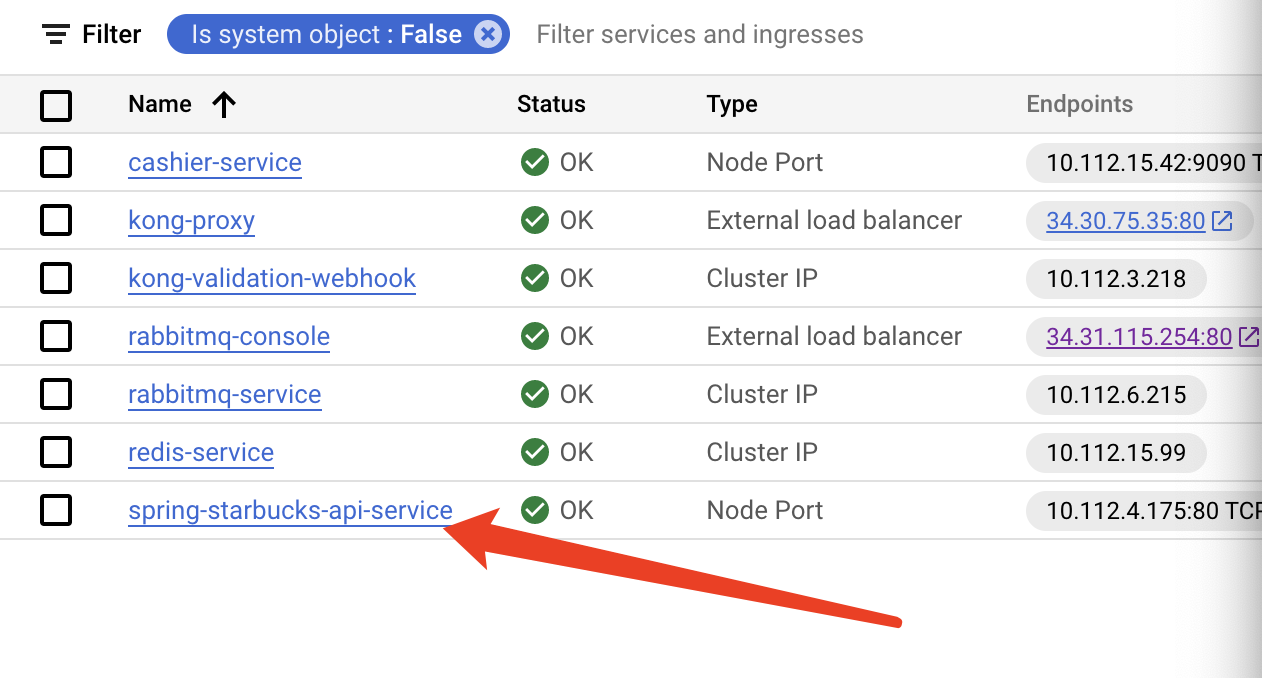 Filter Is system object : False Filter services and ingresses
Name Status Type Endpoints
cashier-service OK Node Port 10.112.15.42:9090
kong-proxy OK External load balancer 34.30.75.35:80
kong-validation-webhook OK Cluster IP 10.112.3.218
rabbitmq-console OK External load balancer 34.31.115.254:80
rabbitmq-service OK Cluster IP 10.112.6.215
redis-service OK Cluster IP 10.112.15.99
spring-starbucks-api-service OK Node Port 10.112.4.175:80